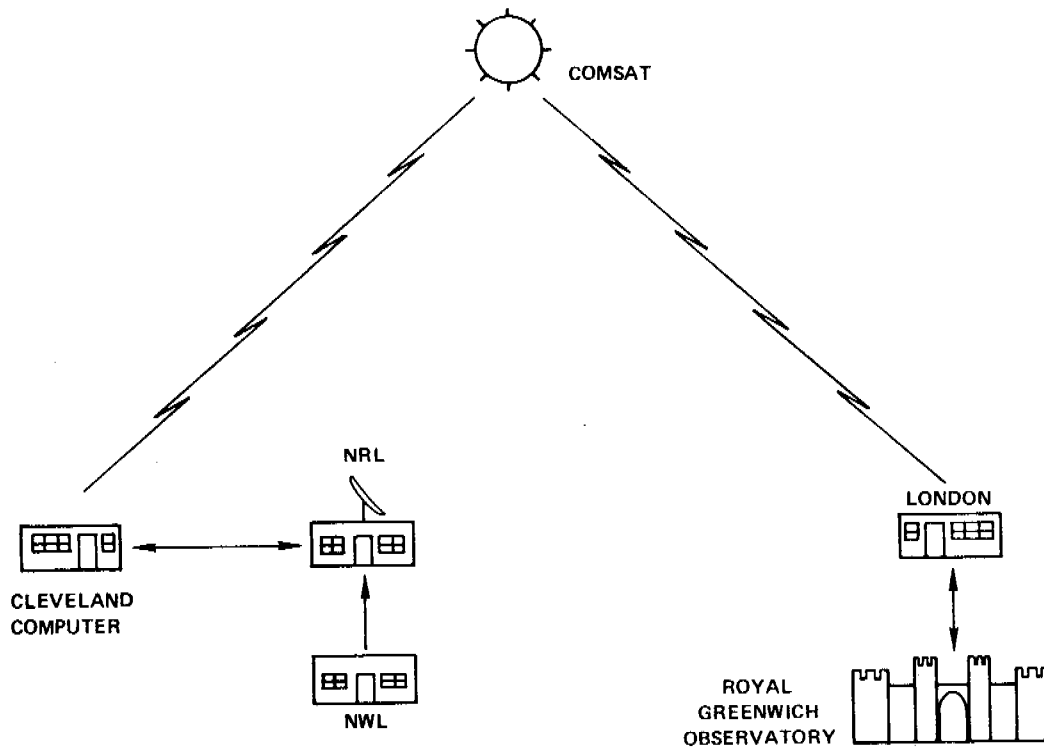 COMSAT
NRL
LONDON
CLEVELAND
COMPUTER
NWL
ROYAL
GREENWICH
OBSERVATORY